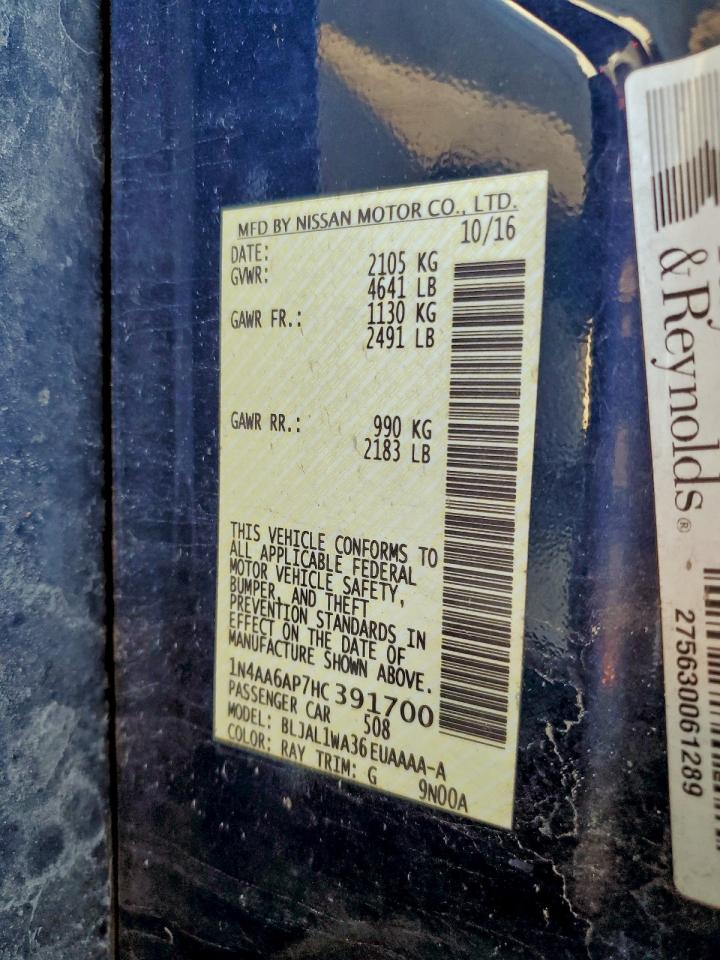 MFD BY NISSAN MOTOR CO., LTD.
DATE: 10/16
GVWR: 2105 KG
4641 LB
GAWR FR.: 1130 KG
2491 LB
GAWR RR.: 990 KG
2183 LB
THIS VEHICLE CONFORMS TO
ALL APPLICABLE FEDERAL
MOTOR VEHICLE SAFETY,
BUMPER, AND THEFT
PREVENTION STANDARDS IN
EFFECT ON THE DATE OF
MANUFACTURE SHOWN ABOVE.
1N4AA6AP7HC391700
PASSENGER CAR 508
MODEL: BLJAL1WA36EUAAAA-A
COLOR: RAY TRIM: G 9N00A
& Reynolds®
275630061289